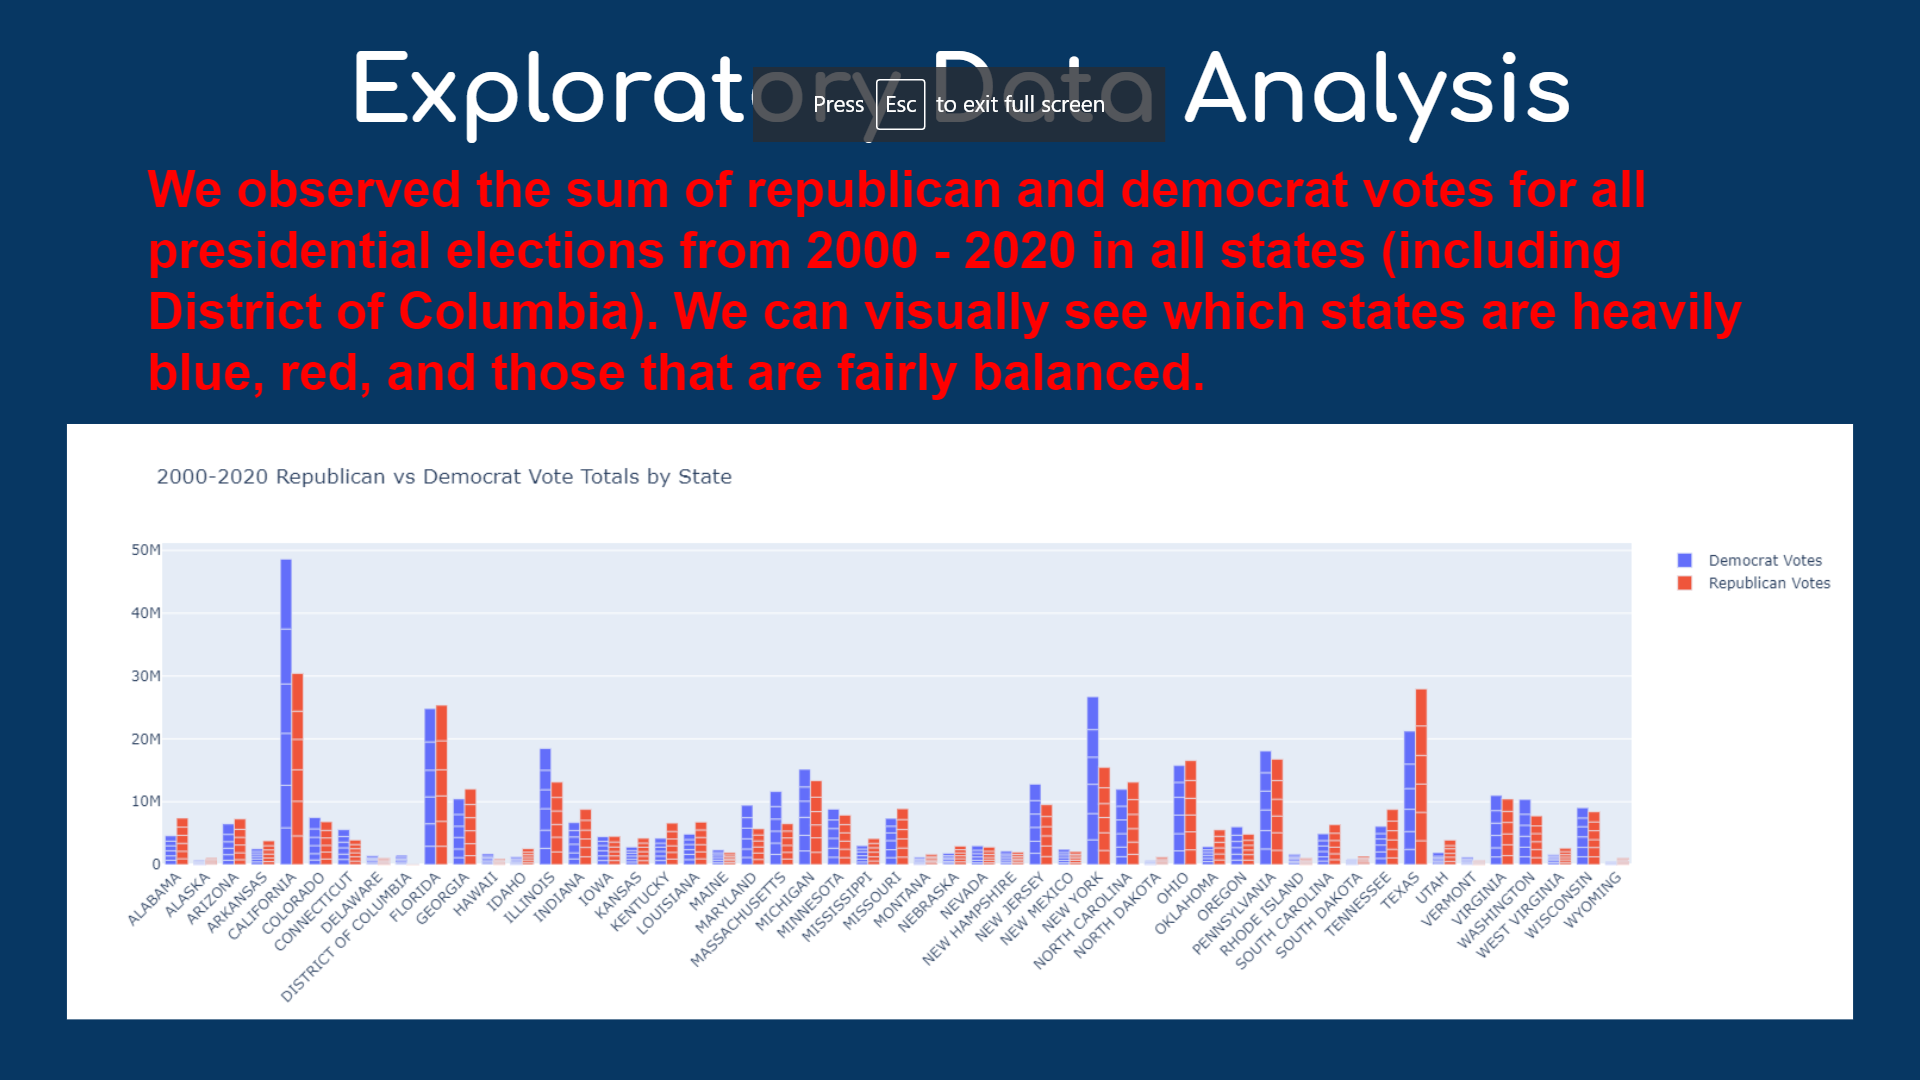 Exploratory Data Analysis
Press Esc to exit full screen
We observed the sum of republican and democrat votes for all
presidential elections from 2000 - 2020 in all states (including
District of Columbia). We can visually see which states are heavily
blue, red, and those that are fairly balanced.
2000-2020 Republican vs Democrat Vote Totals by State
50M
40M
30M
20M
10M
0
Democrat Votes
Republican Votes
ALABAMA
ALASKA
ARIZONA
ARKANSAS
CALIFORNIA
COLORADO
CONNECTICUT
DELAWARE
DISTRICT OF COLUMBIA
FLORIDA
GEORGIA
HAWAII
IDAHO
ILLINOIS
INDIANA
IOWA
KANSAS
KENTUCKY
LOUISIANA
MAINE
MARYLAND
MASSACHUSETTS
MICHIGAN
MINNESOTA
MISSISSIPPI
MISSOURI
MONTANA
NEBRASKA
NEVADA
NEW HAMPSHIRE
NEW JERSEY
NEW MEXICO
NEW YORK
NORTH CAROLINA
NORTH DAKOTA
OHIO
OKLAHOMA
OREGON
PENNSYLVANIA
RHODE ISLAND
SOUTH CAROLINA
SOUTH DAKOTA
TENNESSEE
TEXAS
UTAH
VERMONT
VIRGINIA
WASHINGTON
WEST VIRGINIA
WISCONSIN
WYOMING